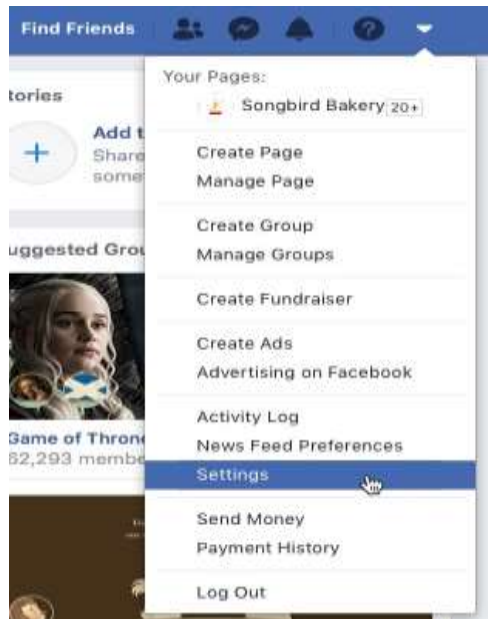 Find Friends
Your Pages:
Songbird Bakery 20+
Create Page
Manage Page
Create Group
Manage Groups
Create Fundraiser
Create Ads
Advertising on Facebook
Activity Log
News Feed Preferences
Settings
Send Money
Payment History
Log Out
tories
Add t
Share
some
uggested Grou
Game of Throne
62,293 membe